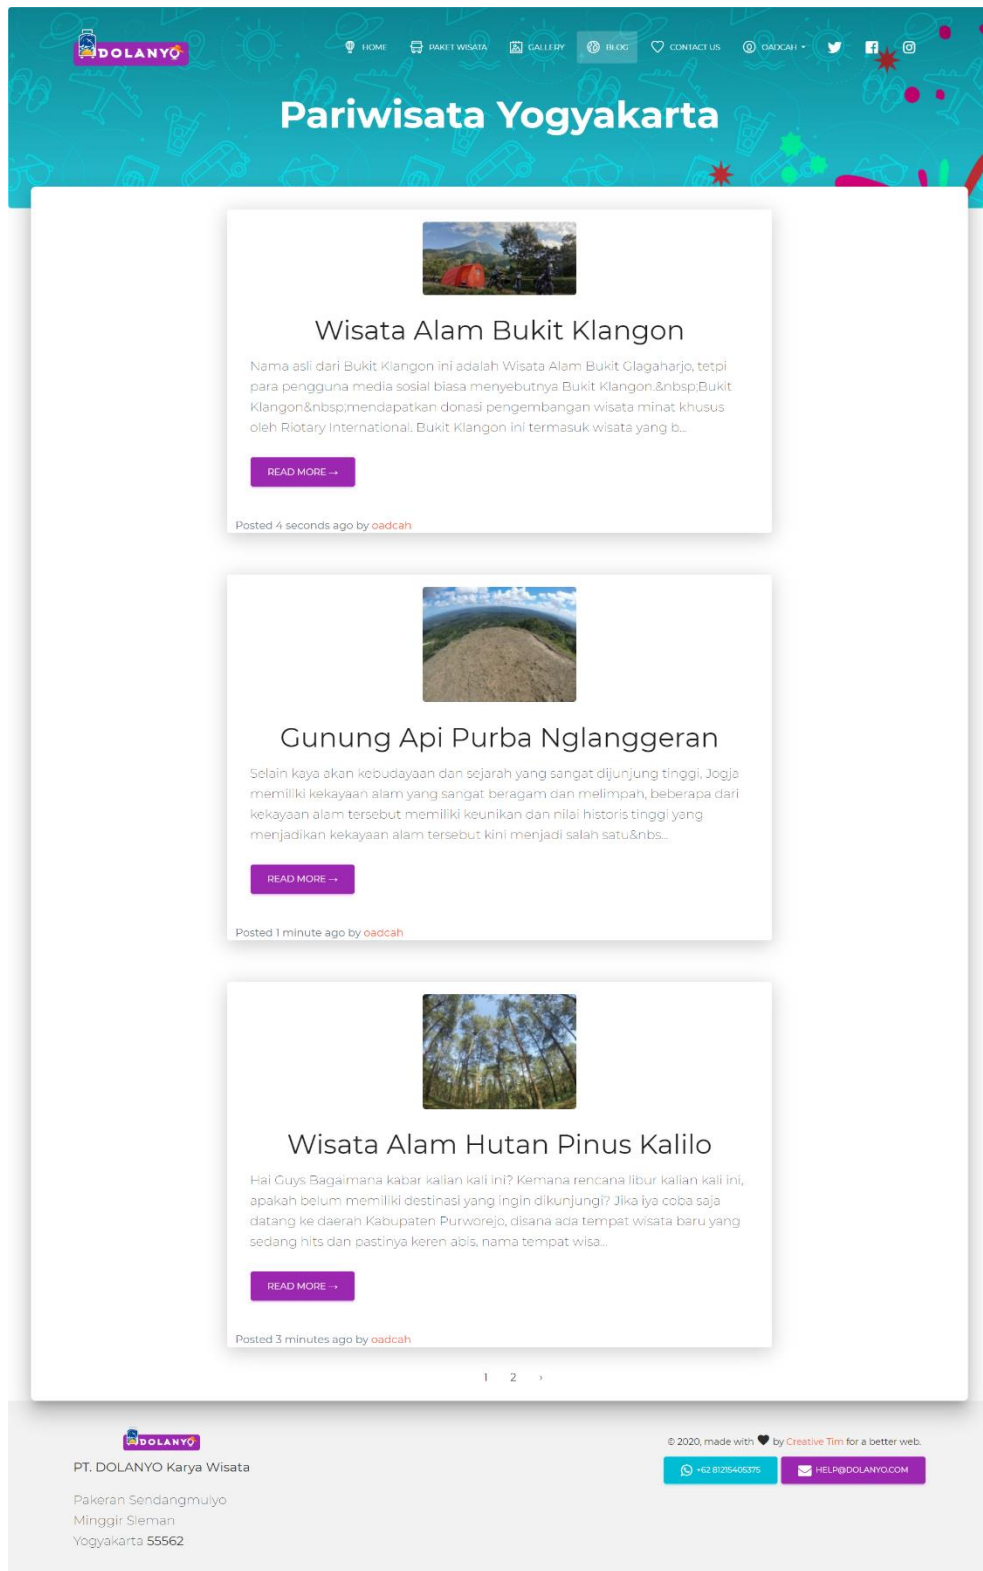 DOLANYO
HOME PAKET WISATA GALLERY BLOG CONTACT US OADCAH
Pariwisata Yogyakarta
Wisata Alam Bukit Klangon
Nama asli dari Bukit Klangon ini adalah Wisata Alam Bukit Glagaharjo, tetpi
para pengguna media sosial biasa menyebutnya Bukit Klangon.&nbsp;Bukit
Klangon&nbsp;mendapatkan donasi pengembangan wisata minat khusus
oleh Riotary International. Bukit Klangon ini termasuk wisata yang b...
READ MORE →
Posted 4 seconds ago by oadcah
Gunung Api Purba Nglanggeran
Selain kaya akan kebudayaan dan sejarah yang sangat dijunjung tinggi, Jogja
memiliki kekayaan alam yang sangat beragam dan melimpah, beberapa dari
kekayaan alam tersebut memiliki keunikan dan nilai historis tinggi yang
menjadikan kekayaan alam tersebut kini menjadi salah satu&nbs...
READ MORE →
Posted 1 minute ago by oadcah
Wisata Alam Hutan Pinus Kalilo
Hai Guys Bagaimana kabar kalian kali ini? Kemana rencana libur kalian kali ini,
apakah belum memiliki destinasi yang ingin dikunjungi? Jika iya coba saja
datang ke daerah Kabupaten Purworejo, disana ada tempat wisata baru yang
sedang hits dan pastinya keren abis, nama tempat wisa...
READ MORE →
Posted 3 minutes ago by oadcah
1 2 ›
DOLANYO
PT. DOLANYO Karya Wisata
Pakeran Sendangmulyo
Minggir Sleman
Yogyakarta 55562
© 2020, made with ♥ by Creative Tim for a better web.
+62 81215405375 HELP@DOLANYO.COM